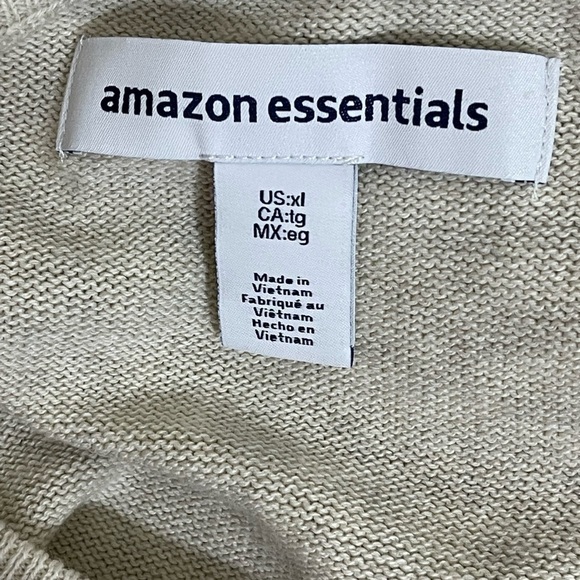 amazon essentials
US:xl
CA:tg
MX:eg
Made in
Vietnam
Fabriqué au
Viêtnam
Hecho en
Vietnam